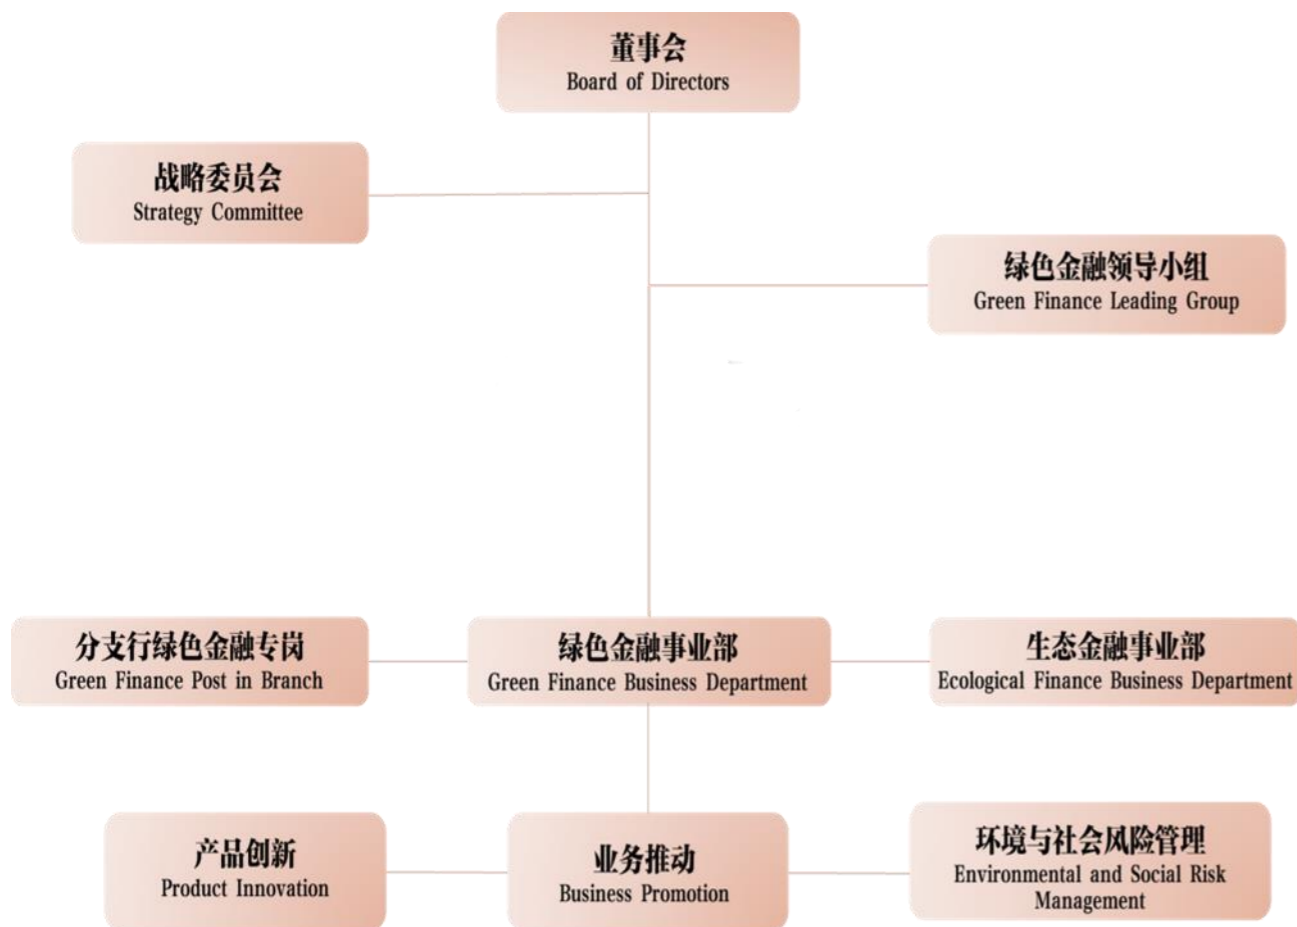 董事会
Board of Directors
战略委员会
Strategy Committee
绿色金融领导小组
Green Finance Leading Group
分支行绿色金融专岗
Green Finance Post in Branch
绿色金融事业部
Green Finance Business Department
生态金融事业部
Ecological Finance Business Department
产品创新
Product Innovation
业务推动
Business Promotion
环境与社会风险管理
Environmental and Social Risk
Management